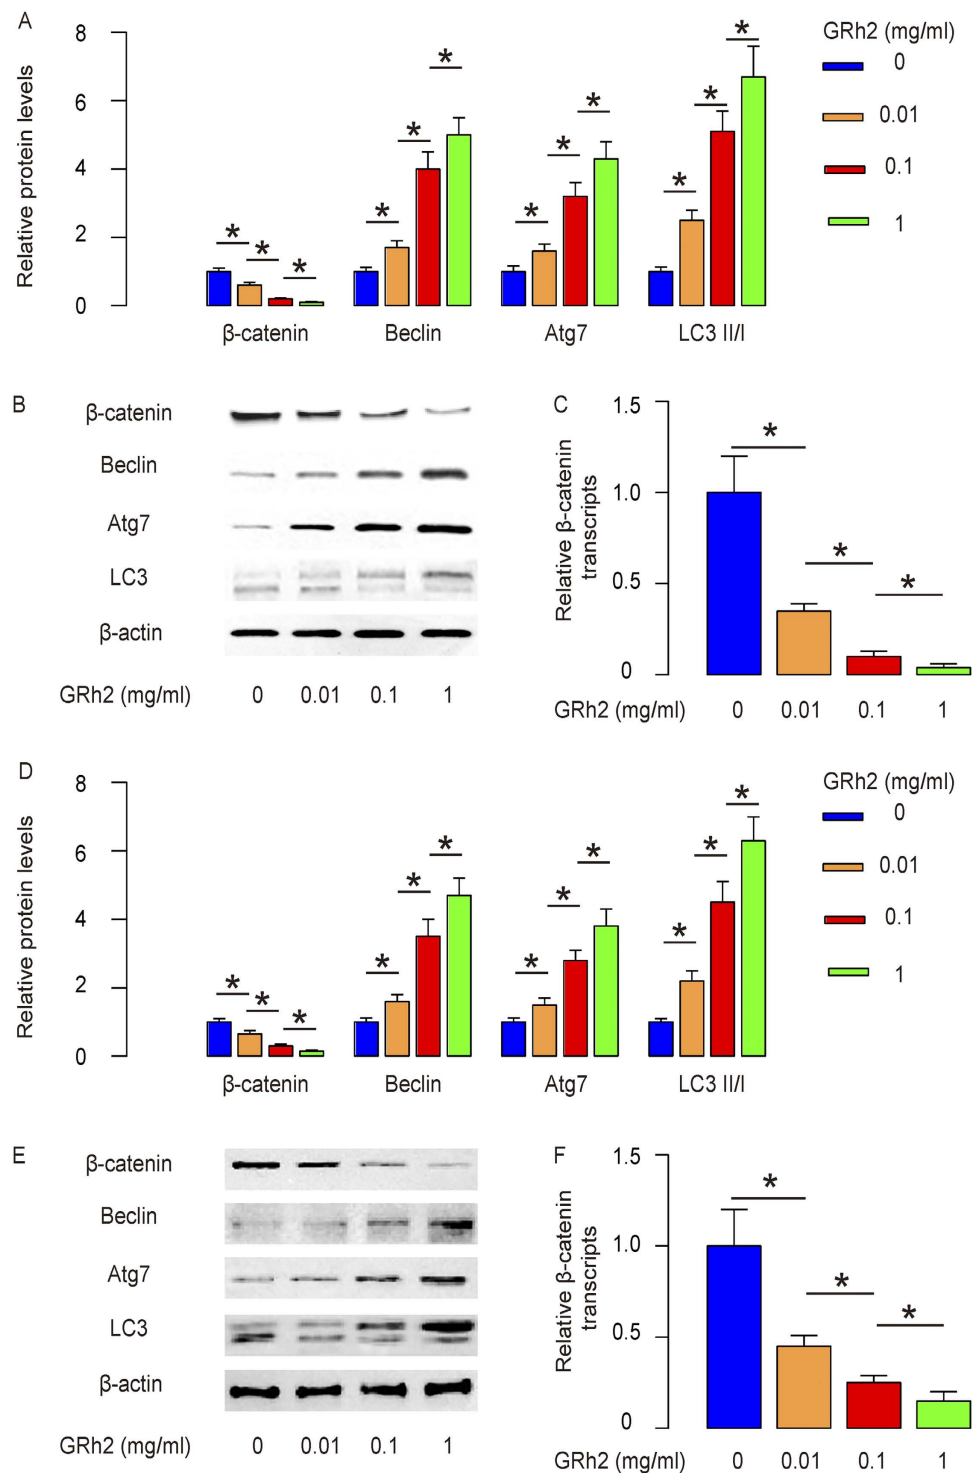 A
Relative protein levels
8
6
4
2
0
* * * * * * * * * * * *
β-catenin Beclin Atg7 LC3 II/I
GRh2 (mg/ml)
0
0.01
0.1
1
B
β-catenin
Beclin
Atg7
LC3
β-actin
GRh2 (mg/ml) 0 0.01 0.1 1
C
Relative β-catenin
transcripts
1.5
1.0
0.5
0
* * *
GRh2 (mg/ml) 0 0.01 0.1 1
D
Relative protein levels
8
6
4
2
0
* * * * * * * * * * * *
β-catenin Beclin Atg7 LC3 II/I
GRh2 (mg/ml)
0
0.01
0.1
1
E
β-catenin
Beclin
Atg7
LC3
β-actin
GRh2 (mg/ml) 0 0.01 0.1 1
F
Relative β-catenin
transcripts
1.5
1.0
0.5
0
* * *
GRh2 (mg/ml) 0 0.01 0.1 1